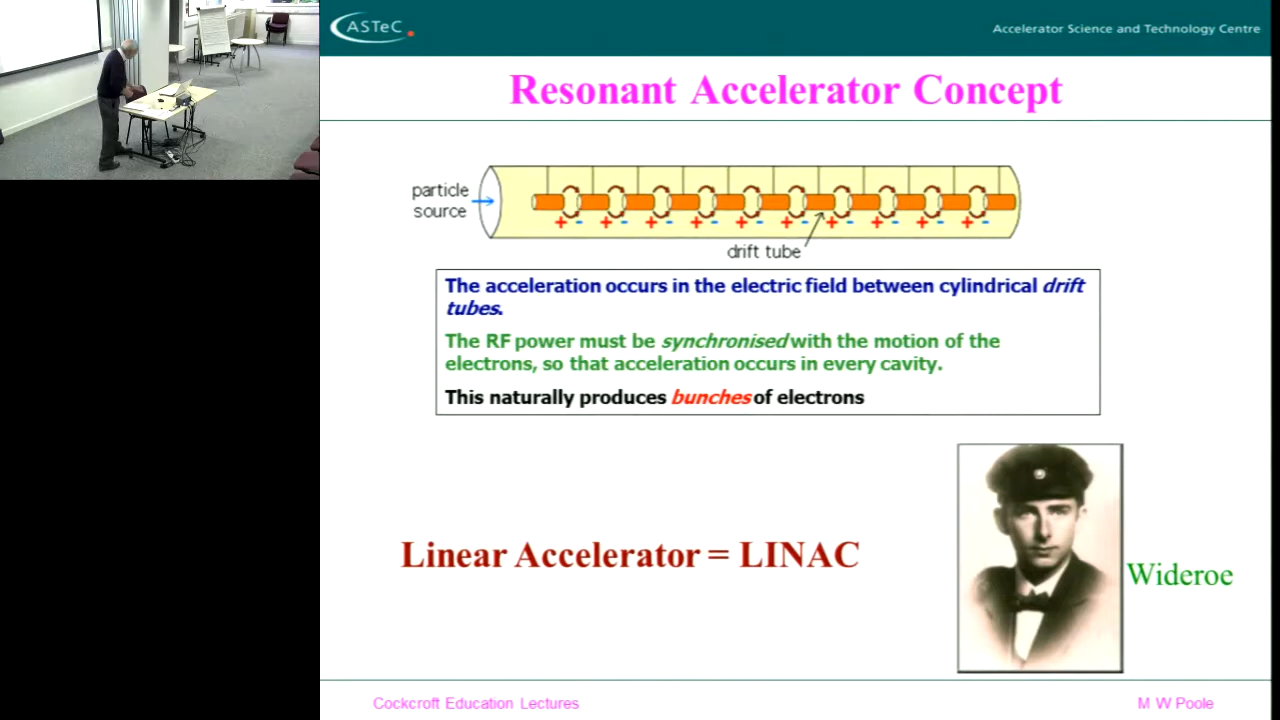 ASTeC
Accelerator Science and Technology Centre
Resonant Accelerator Concept
particle
source
+ - + - + - + - + - + - + - + - + - + -
drift tube
The acceleration occurs in the electric field between cylindrical drift
tubes.
The RF power must be synchronised with the motion of the
electrons, so that acceleration occurs in every cavity.
This naturally produces bunches of electrons
Linear Accelerator = LINAC
Wideroe
Cockcroft Education Lectures
M W Poole